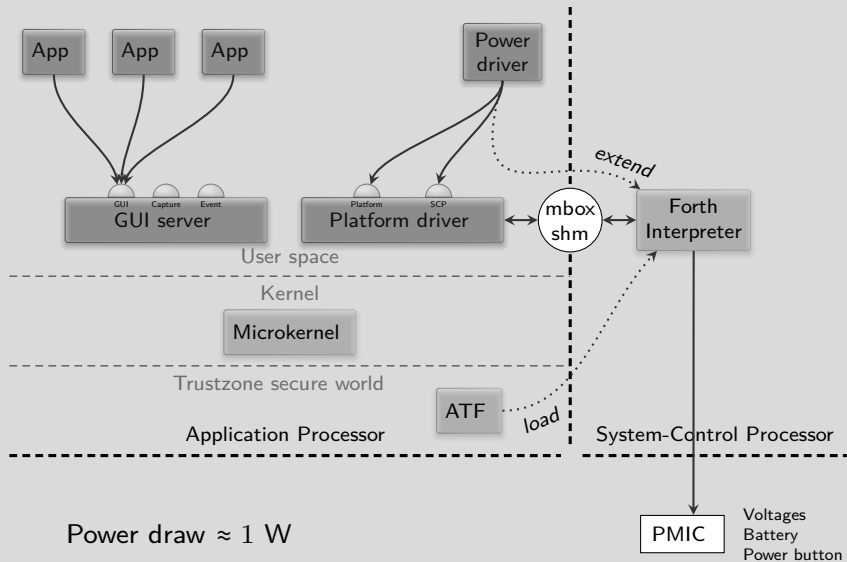 App
App
App
Power
driver
extend
GUI
Capture
Event
GUI server
Platform
SCP
Platform driver
mbox
shm
Forth
Interpreter
User space
Kernel
Microkernel
Trustzone secure world
ATF
load
Application Processor
System-Control Processor
Power draw ≈ 1 W
PMIC
Voltages
Battery
Power button